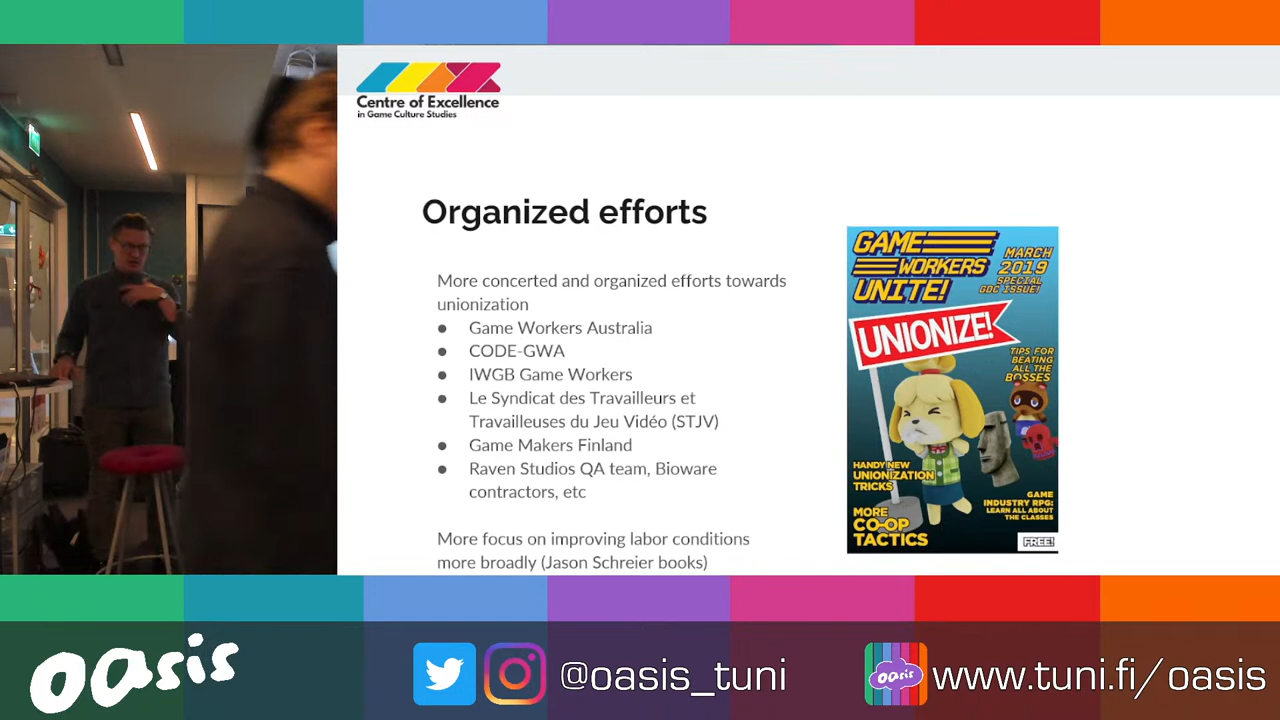 Centre of Excellence
in Game Culture Studies
Organized efforts
More concerted and organized efforts towards
unionization
● Game Workers Australia
● CODE-GWA
● IWGB Game Workers
● Le Syndicat des Travailleurs et
Travailleuses du Jeu Vidéo (STJV)
● Game Makers Finland
● Raven Studios QA team, Bioware
contractors, etc
More focus on improving labor conditions
more broadly (Jason Schreier books)
GAME
WORKERS
UNITE!
MARCH
2019
SPECIAL
GDC ISSUE!
UNIONIZE!
TIPS FOR
BEATING
ALL THE
BOSSES
HANDY NEW
UNIONIZATION
TRICKS
MORE
CO-OP
TACTICS
GAME
INDUSTRY RPG:
LEARN ALL ABOUT
THE CLASSES
FREE!
oasis
@oasis_tuni
oasis
www.tuni.fi/oasis